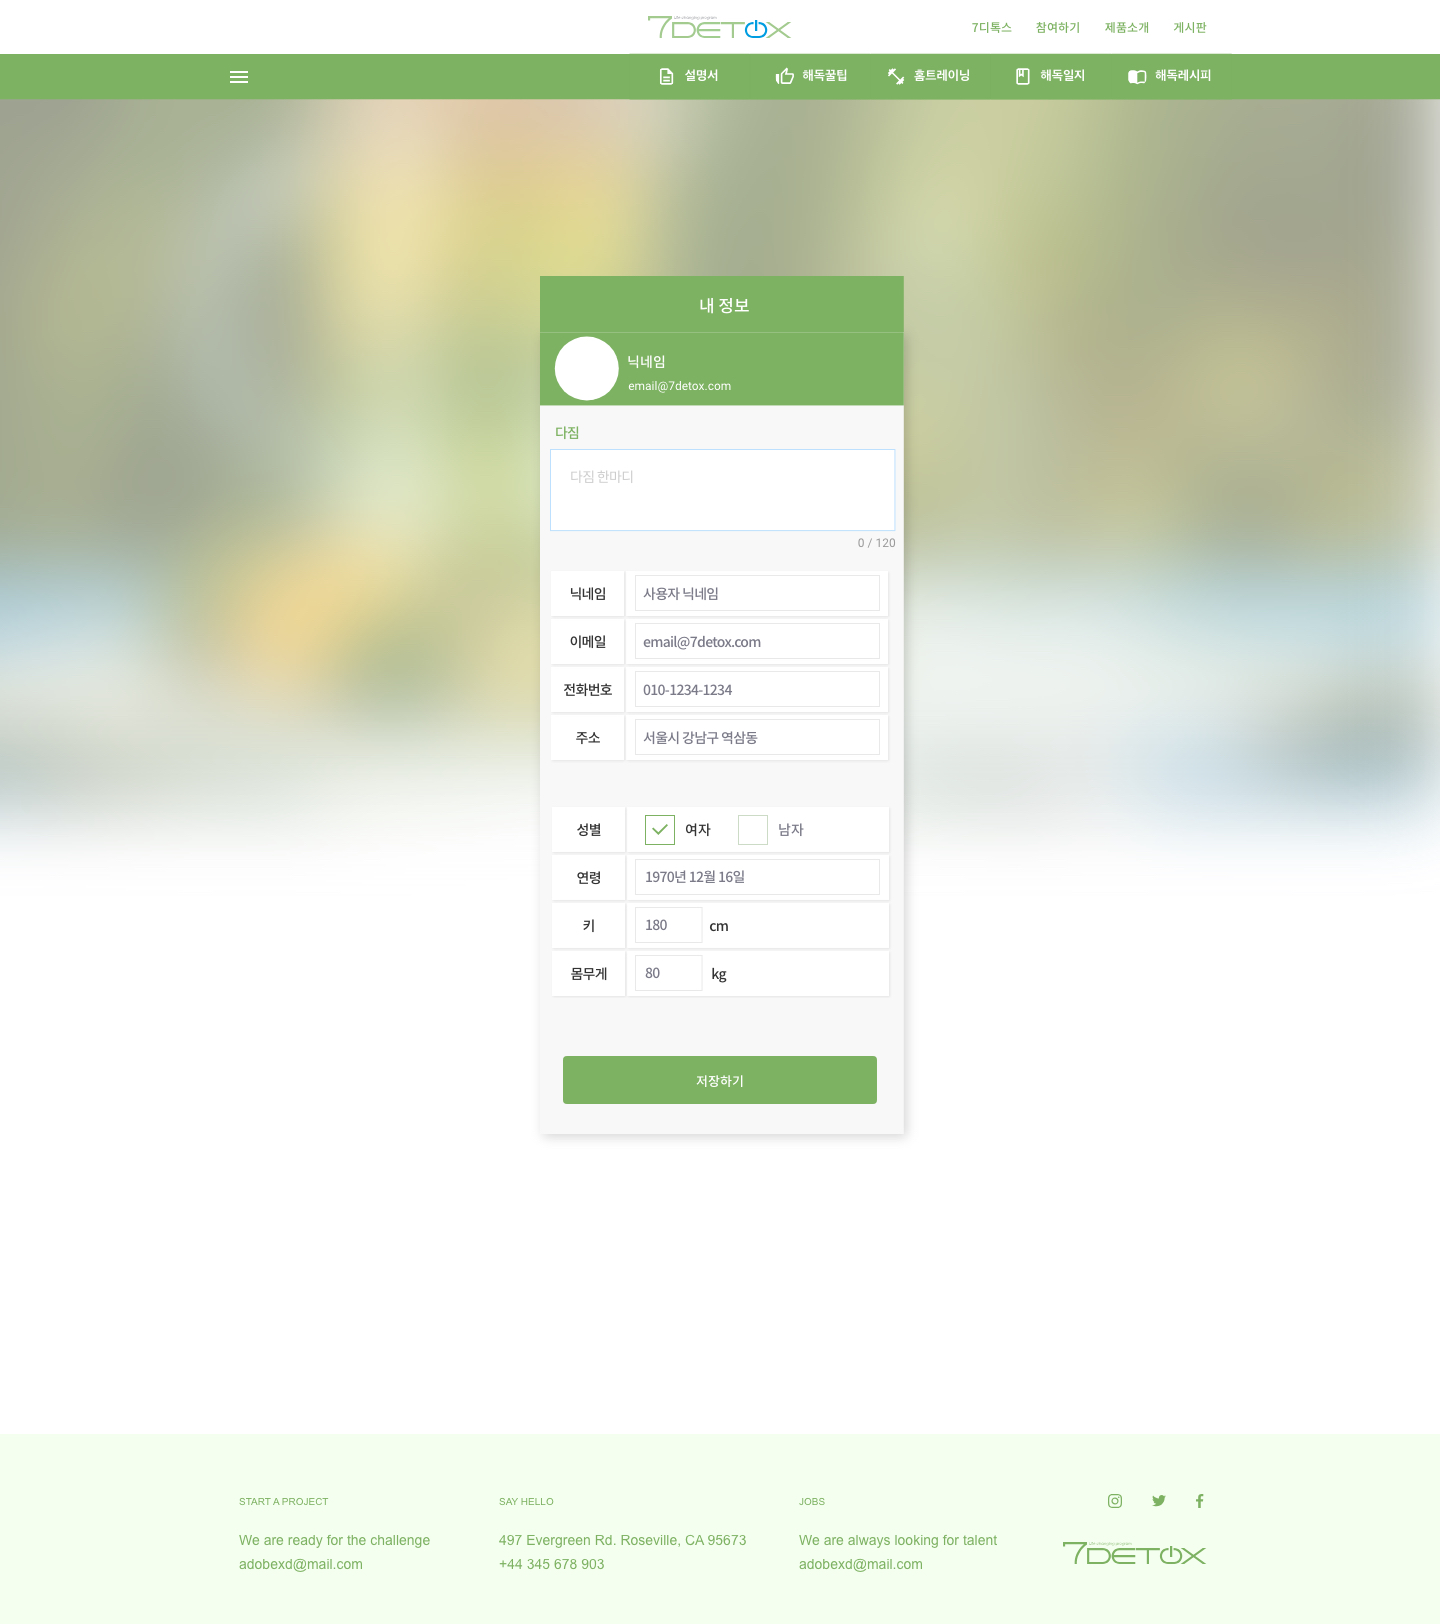 7DETOX
7디톡스 참여하기 제품소개 게시판
설명서 해독꿀팁 홈트레이닝 해독일지 해독레시피
내 정보
닉네임
email@7detox.com
다짐
다짐 한마디
0 / 120
닉네임 사용자 닉네임
이메일 email@7detox.com
전화번호 010-1234-1234
주소 서울시 강남구 역삼동
성별 여자 남자
연령 1970년 12월 16일
키 180 cm
몸무게 80 kg
저장하기
START A PROJECT
We are ready for the challenge
adobexd@mail.com
SAY HELLO
497 Evergreen Rd. Roseville, CA 95673
+44 345 678 903
JOBS
We are always looking for talent
adobexd@mail.com
7DETOX